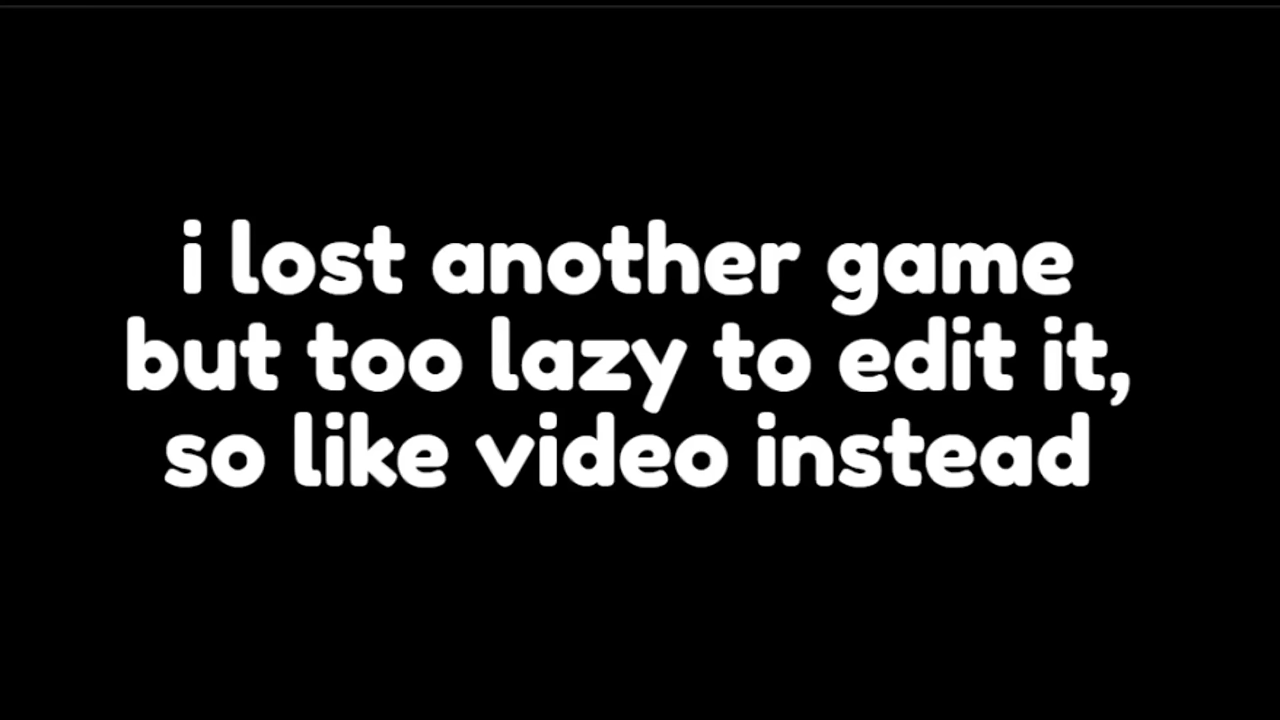 i lost another game
but too lazy to edit it,
so like video instead